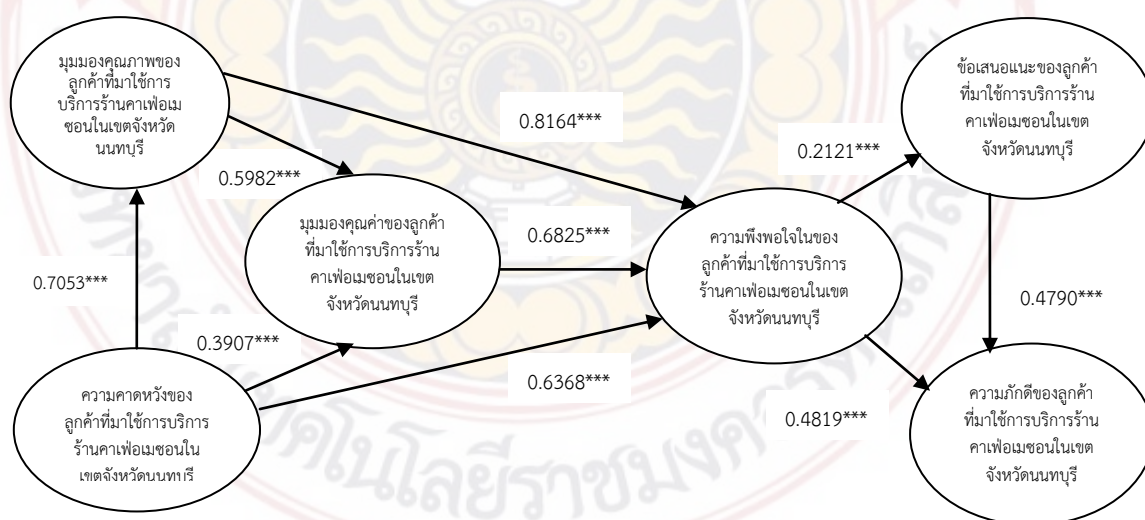 มุมมองคุณภาพของ
ลูกค้าที่มาใช้การ
บริการร้านคาเฟ่อเม
ซอนในเขตจังหวัด
นนทบุรี
ข้อเสนอแนะของลูกค้า
ที่มาใช้การบริการร้าน
คาเฟ่อเมซอนในเขต
จังหวัดนนทบุรี
0.8164***
0.2121***
0.5982***
มุมมองคุณค่าของลูกค้า
ที่มาใช้การบริการร้าน
คาเฟ่อเมซอนในเขต
จังหวัดนนทบุรี
0.6825***
ความพึงพอใจในของ
ลูกค้าที่มาใช้การบริการ
ร้านคาเฟ่อเมซอนในเขต
จังหวัดนนทบุรี
0.7053***
0.4790***
0.3907***
0.6368***
0.4819***
ความคาดหวังของ
ลูกค้าที่มาใช้การบริการ
ร้านคาเฟ่อเมซอนใน
เขตจังหวัดนนทบุรี
ความภักดีของลูกค้า
ที่มาใช้การบริการร้าน
คาเฟ่อเมซอนในเขต
จังหวัดนนทบุรี